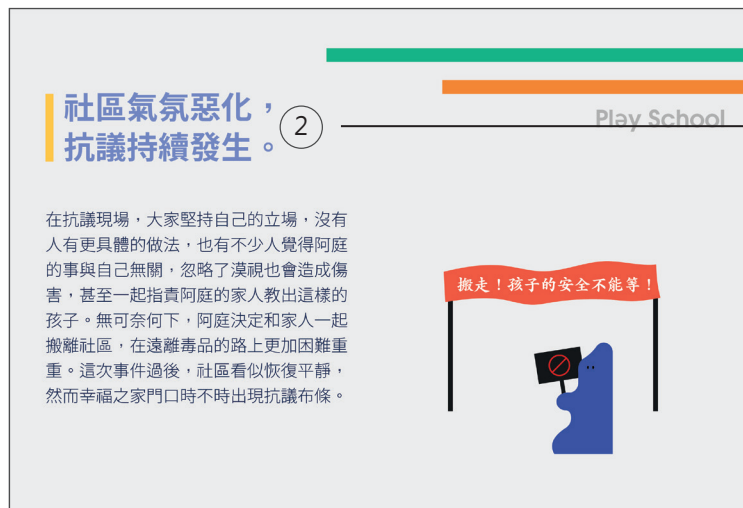 社區氣氛惡化，
抗議持續發生。
2
Play School
在抗議現場，大家堅持自己的立場，沒有
人有更具體的做法，也有不少人覺得阿庭
的事與自己無關，忽略了漠視也會造成傷
害，甚至一起指責阿庭的家人教出這樣的
孩子。無可奈何下，阿庭決定和家人一起
搬離社區，在遠離毒品的路上更加困難重
重。這次事件過後，社區看似恢復平靜，
然而幸福之家門口時不時出現抗議布條。
搬走！孩子的安全不能等！